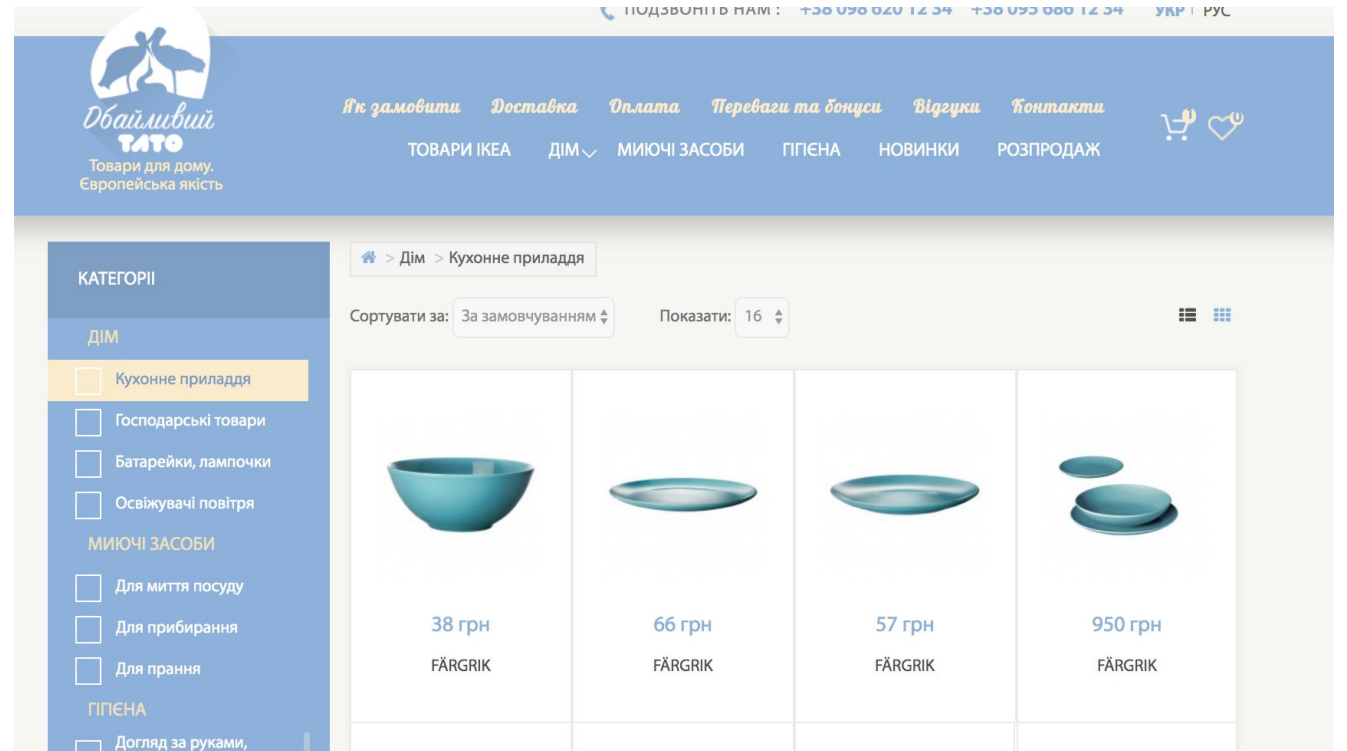 ПОДЗВОНІТЬ НАМ : +38 098 620 12 34 +38 095 686 12 34 УКР | РУС
Дбайливий
ТАТО
Товари для дому.
Європейська якість
Як замовити Доставка Оплата Переваги та бонуси Відгуки Контакти
ТОВАРИ ІКЕА ДІМ МИЮЧІ ЗАСОБИ ГІГІЄНА НОВИНКИ РОЗПРОДАЖ
0 0
КАТЕГОРІІ
ДІМ
Кухонне приладдя
Господарські товари
Батарейки, лампочки
Освіжувачі повітря
МИЮЧІ ЗАСОБИ
Для миття посуду
Для прибирання
Для прання
ГІГІЄНА
Догляд за руками,
> Дім > Кухонне приладдя
Сортувати за: За замовчуванням Показати: 16
38 грн 66 грн 57 грн 950 грн
FÄRGRIK FÄRGRIK FÄRGRIK FÄRGRIK